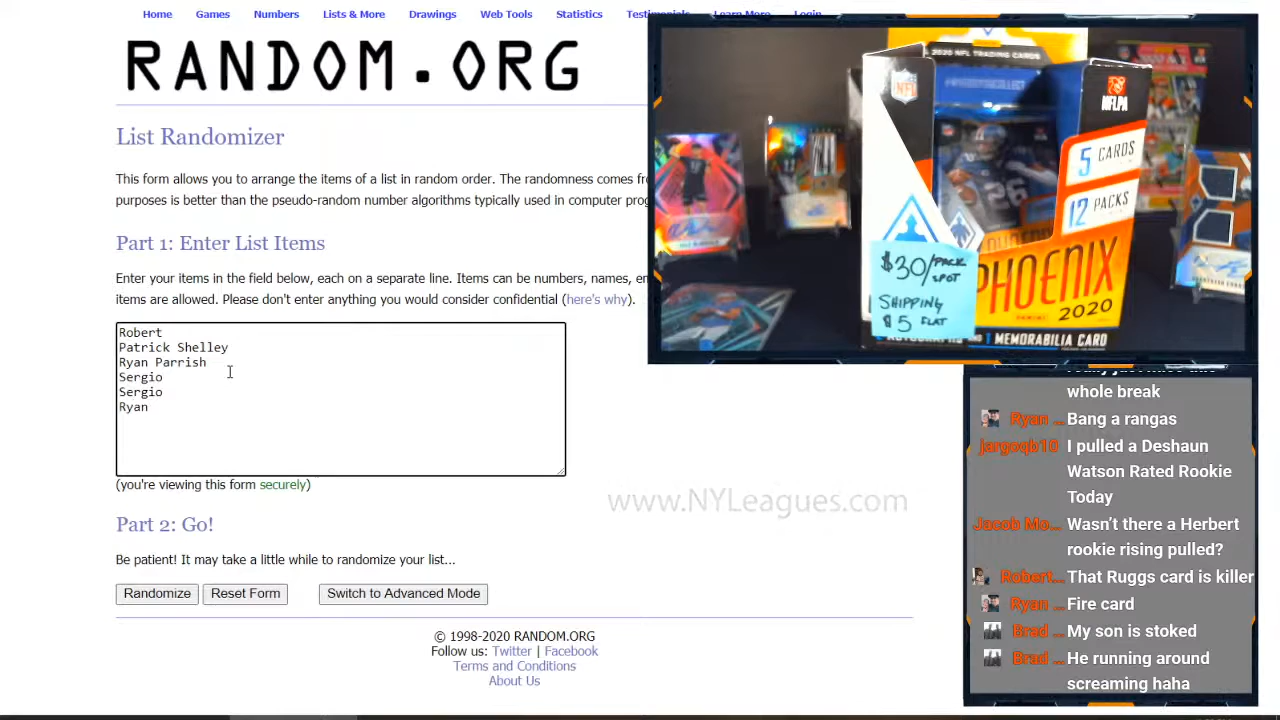 Home Games Numbers Lists & More Drawings Web Tools Statistics Testimonials Learn More Login
RANDOM.ORG
List Randomizer
This form allows you to arrange the items of a list in random order. The randomness comes fro
purposes is better than the pseudo-random number algorithms typically used in computer prog
Part 1: Enter List Items
Enter your items in the field below, each on a separate line. Items can be numbers, names, em
items are allowed. Please don't enter anything you would consider confidential (here's why).
Robert
Patrick Shelley
Ryan Parrish
Sergio
Sergio
Ryan
(you're viewing this form securely)
Part 2: Go!
Be patient! It may take a little while to randomize your list...
Randomize Reset Form Switch to Advanced Mode
© 1998-2020 RANDOM.ORG
Follow us: Twitter | Facebook
Terms and Conditions
About Us
www.NYLeagues.com
2020 NFL TRADING CARDS
NFL
NFLPA
5 CARDS
12 PACKS
26
PHOENIX
PANINI
2020
MEMORABILIA CARD
$30/PACK
SPOT
SHIPPING
$5 FLAT
whole break
Ryan ... Bang a rangas
jargoqb10 I pulled a Deshaun
Watson Rated Rookie
Today
Jacob Mo... Wasn't there a Herbert
rookie rising pulled?
Robert... That Ruggs card is killer
Ryan ... Fire card
Brad ... My son is stoked
Brad ... He running around
screaming haha